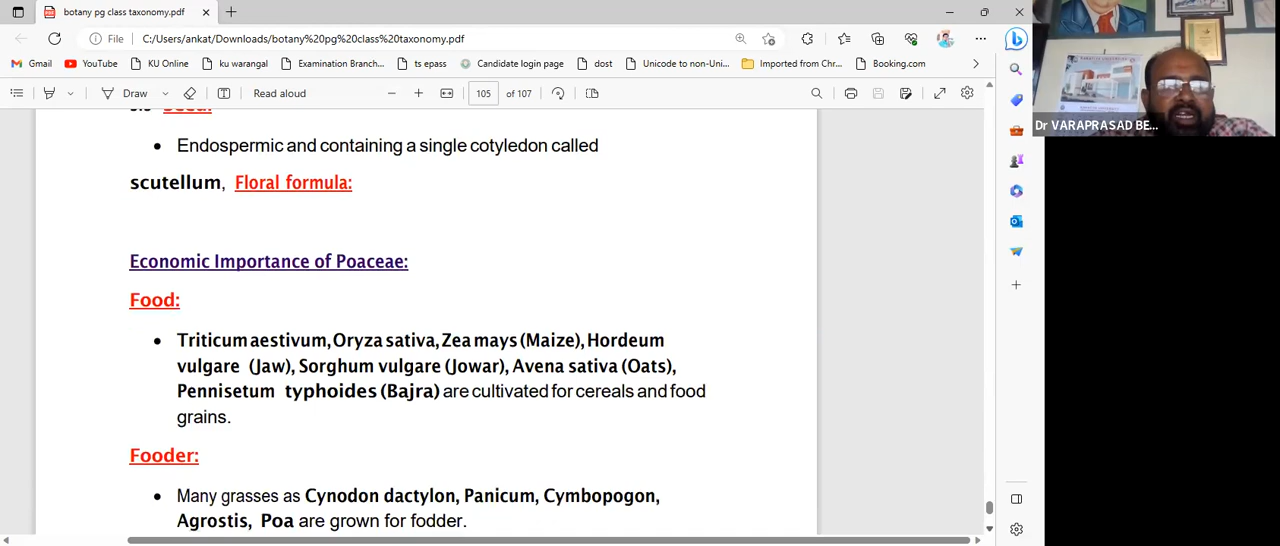 botany pg class taxonomy.pdf
File C:/Users/ankat/Downloads/botany%20pg%20class%20taxonomy.pdf
Gmail YouTube KU Online ku warangal Examination Branch... ts epass Candidate login page dost Unicode to non-Uni... Imported from Chr... Booking.com
Draw Read aloud 105 of 107
Dr VARAPRASAD BE...
• Endospermic and containing a single cotyledon called
scutellum, Floral formula:
Economic Importance of Poaceae:
Food:
• Triticum aestivum, Oryza sativa, Zea mays (Maize), Hordeum
vulgare (Jaw), Sorghum vulgare (Jowar), Avena sativa (Oats),
Pennisetum typhoides (Bajra) are cultivated for cereals and food
grains.
Fooder:
• Many grasses as Cynodon dactylon, Panicum, Cymbopogon,
Agrostis, Poa are grown for fodder.